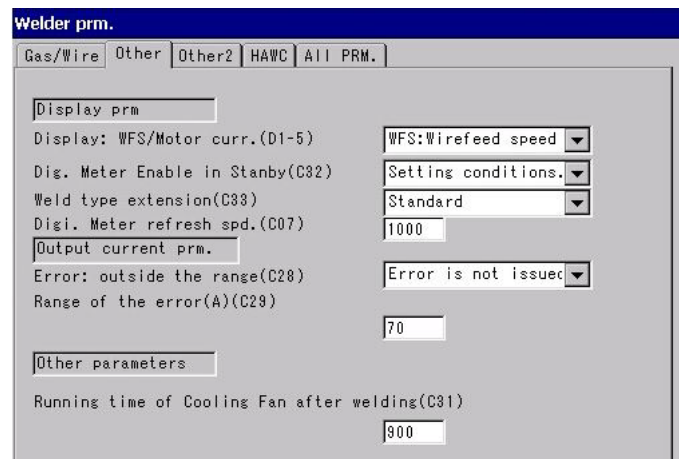 Welder prm.
Gas/Wire Other Other2 HAWC All PRM.
Display prm
Display: WFS/Motor curr.(D1-5) WFS:Wirefeed speed
Dig. Meter Enable in Stanby(C32) Setting conditions.
Weld type extension(C33) Standard
Digi. Meter refresh spd.(C07) 1000
Output current prm.
Error: outside the range(C28) Error is not issued
Range of the error(A)(C29)
70
Other parameters
Running time of Cooling Fan after welding(C31)
900